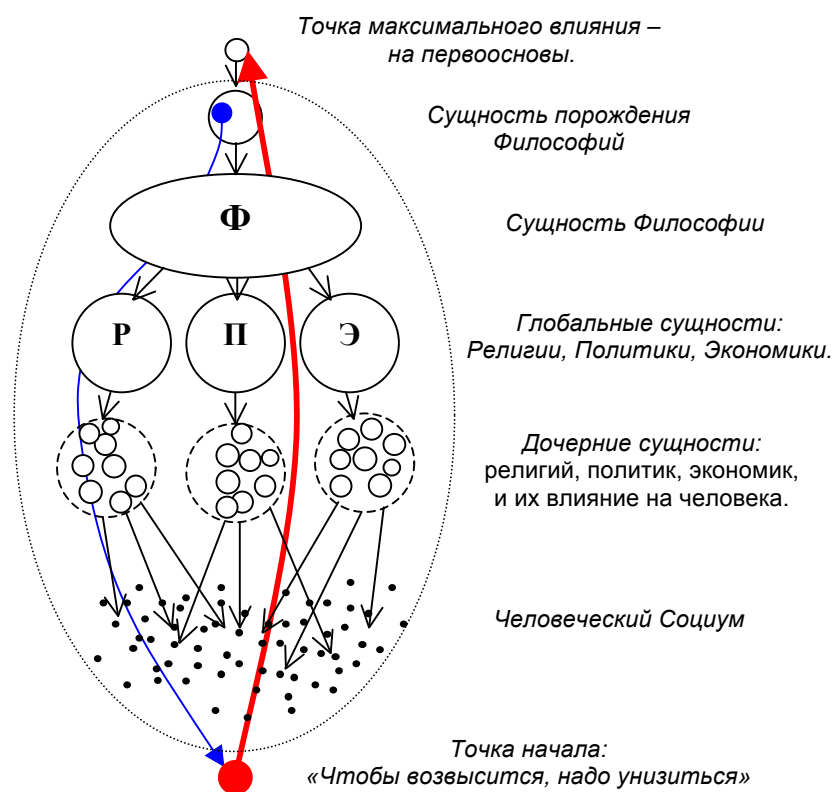 Точка максимального влияния –
на первоосновы.
Сущность порождения
Философий
Ф
Сущность Философии
Р
П
Э
Глобальные сущности:
Религии, Политики, Экономики.
Дочерние сущности:
религий, политик, экономик,
и их влияние на человека.
Человеческий Социум
Точка начала:
«Чтобы возвысится, надо унизиться»